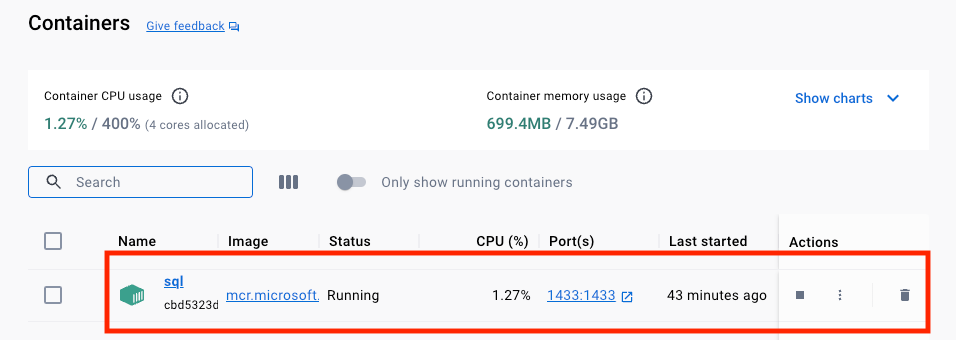 Containers Give feedback
Container CPU usage
Container memory usage
Show charts
1.27% / 400% (4 cores allocated)
699.4MB / 7.49GB
Search
Only show running containers
Name Image Status CPU (%) Port(s) Last started Actions
sql
cbd5323d
mcr.microsoft. Running 1.27% 1433:1433 43 minutes ago